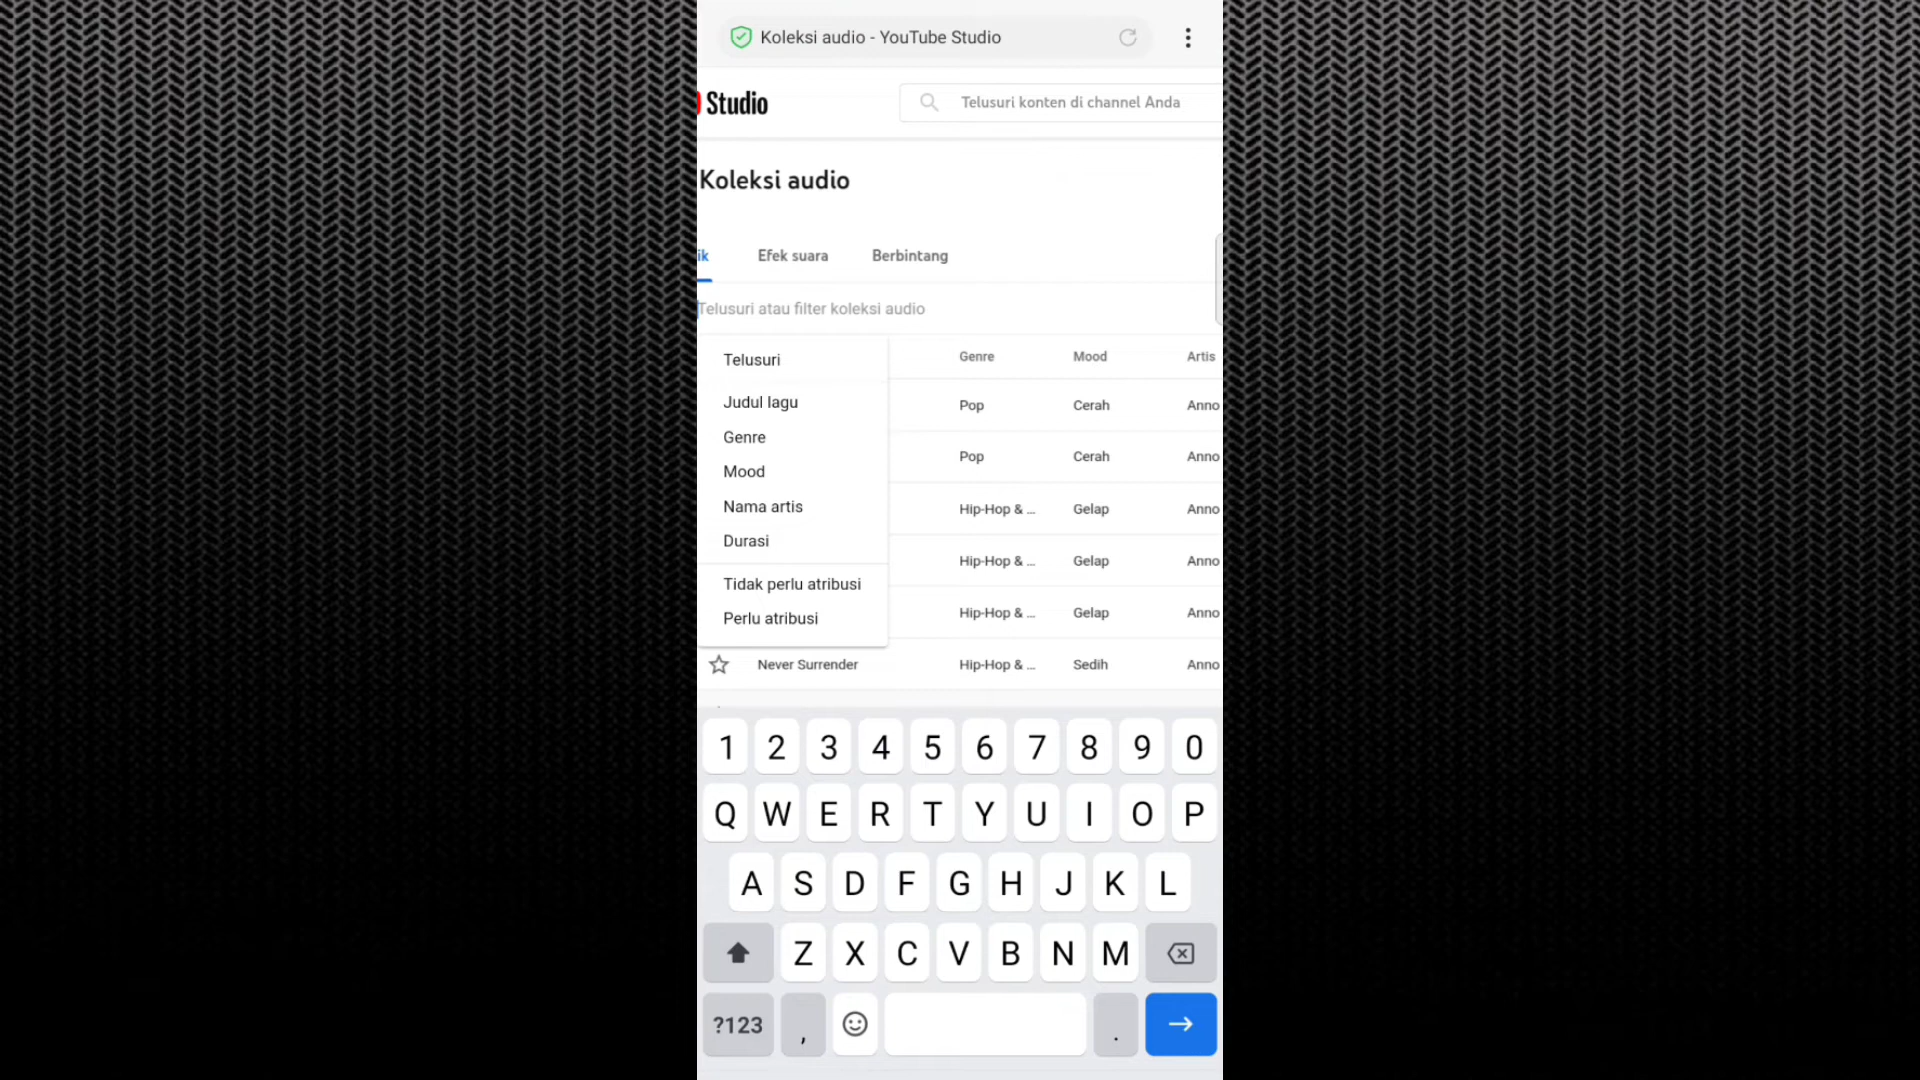 Koleksi audio - YouTube Studio
Studio
Telusuri konten di channel Anda
Koleksi audio
ik
Efek suara
Berbintang
Telusuri atau filter koleksi audio
Telusuri
Judul lagu
Genre
Mood
Nama artis
Durasi
Tidak perlu atribusi
Perlu atribusi
Genre Mood Artis
Pop Cerah Anno
Pop Cerah Anno
Hip-Hop & ... Gelap Anno
Hip-Hop & ... Gelap Anno
Hip-Hop & ... Gelap Anno
Never Surrender Hip-Hop & ... Sedih Anno
1 2 3 4 5 6 7 8 9 0
Q W E R T Y U I O P
A S D F G H J K L
Z X C V B N M
?123 , .